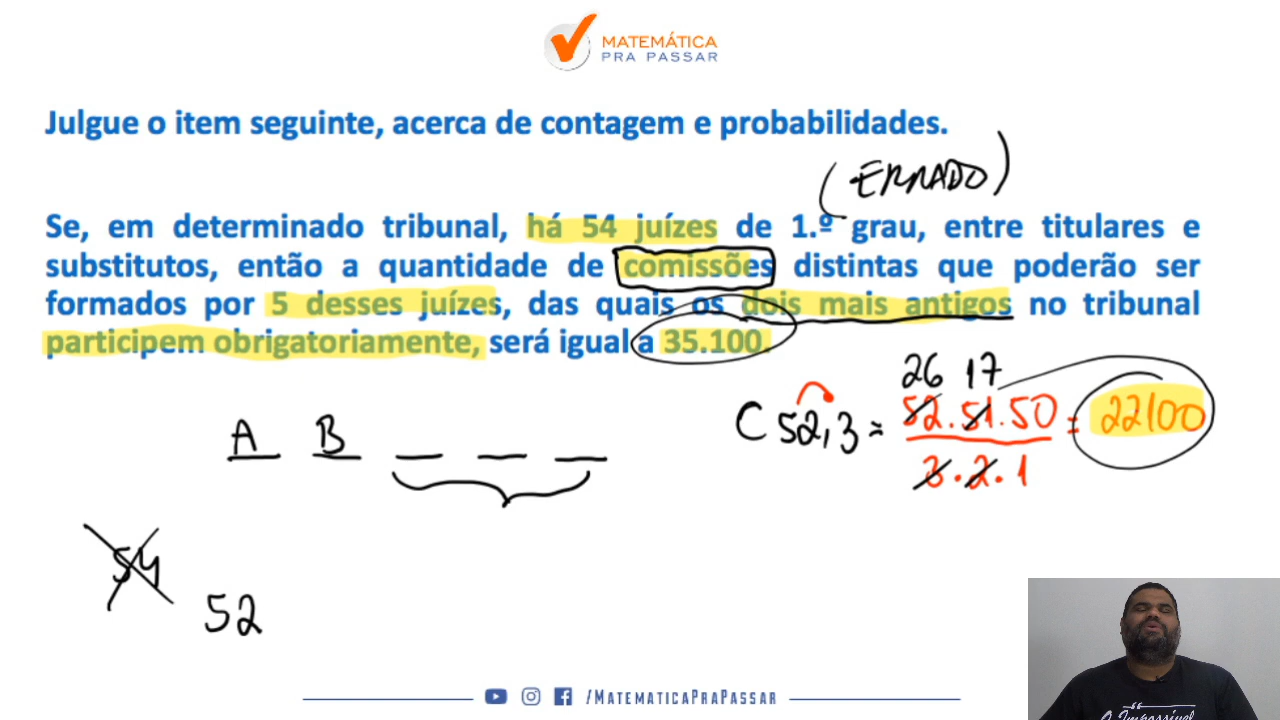 MATEMÁTICA
PRA PASSAR
Julgue o item seguinte, acerca de contagem e probabilidades.
(ERRADO)
Se, em determinado tribunal, há 54 juízes de 1.º grau, entre titulares e
substitutos, então a quantidade de comissões distintas que poderão ser
formados por 5 desses juízes, das quais os dois mais antigos no tribunal
participem obrigatoriamente, será igual a 35.100.
26 17
C 52,3 = 52.51.50 = 22100
3.2.1
A B _ _ _
54
52
/MATEMATICAPRAPASSAR
O Impossível